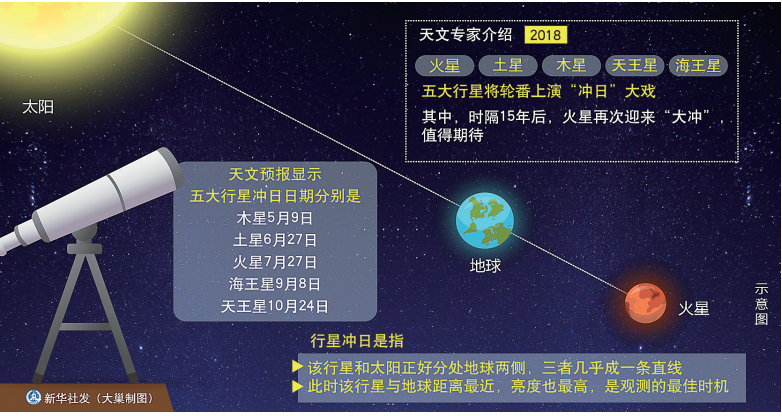 天文专家介绍 2018
火星 土星 木星 天王星 海王星
五大行星将轮番上演“冲日”大戏
其中，时隔15年后，火星再次迎来“大冲”，
值得期待
太阳
天文预报显示
五大行星冲日日期分别是
木星5月9日
土星6月27日
火星7月27日
海王星9月8日
天王星10月24日
地球
火星
示意图
行星冲日是指
该行星和太阳正好分处地球两侧，三者几乎成一条直线
此时该行星与地球距离最近，亮度也最高，是观测的最佳时机
新华社发（大巢制图）